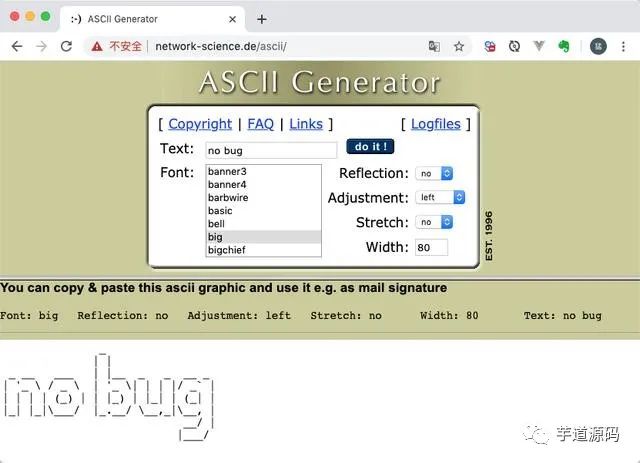 :-) ASCII Generator
不安全 | network-science.de/ascii/
ASCII Generator
[ Copyright | FAQ | Links ] [ Logfiles ]
Text: no bug do it !
Font: banner3
banner4
barbwire
basic
bell
big
bigchief
Reflection: no
Adjustment: left
Stretch: no
Width: 80
EST. 1996
You can copy & paste this ascii graphic and use it e.g. as mail signature
Font: big Reflection: no Adjustment: left Stretch: no Width: 80 Text: no bug
no bug
芋道源码